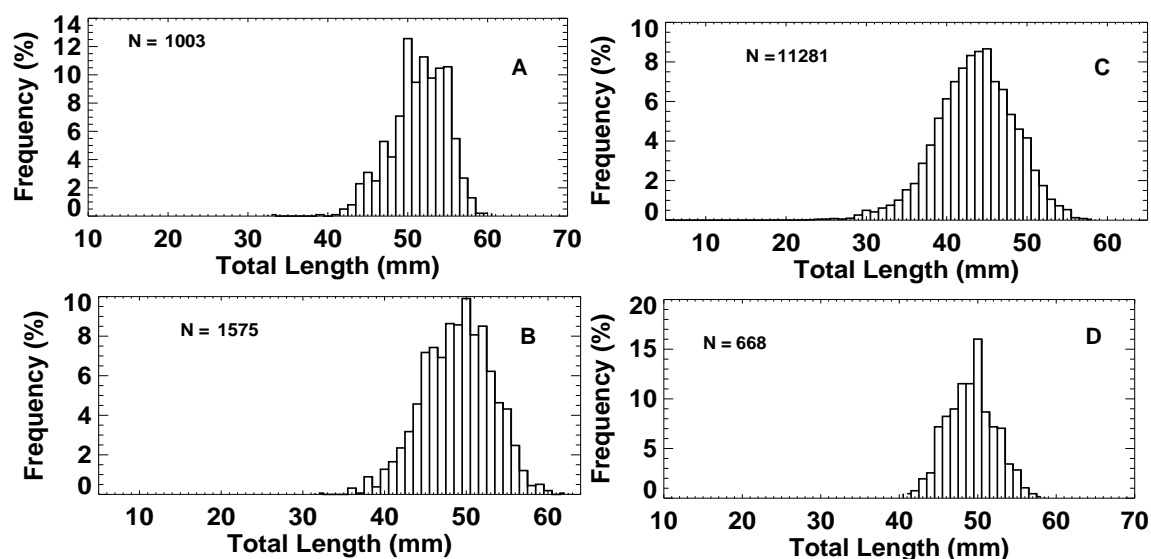 Frequency (%)
14
12
10
8
6
4
2
0
N = 1003
A
10 20 30 40 50 60 70
Total Length (mm)
Frequency (%)
10
8
6
4
2
0
N = 11281
C
10 20 30 40 50 60
Total Length (mm)
Frequency (%)
10
8
6
4
2
0
N = 1575
B
10 20 30 40 50 60
Total Length (mm)
Frequency (%)
20
15
10
5
0
N = 668
D
10 20 30 40 50 60 70
Total Length (mm)